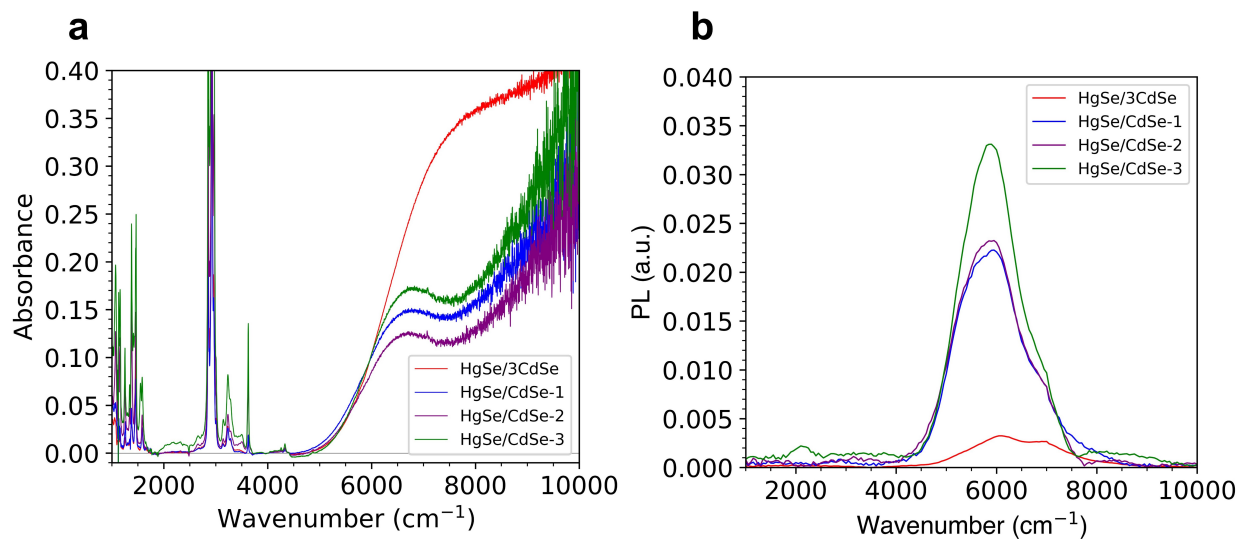 a
0.40
0.35
0.30
0.25
0.20
0.15
0.10
0.05
0.00
Absorbance
HgSe/3CdSe
HgSe/CdSe-1
HgSe/CdSe-2
HgSe/CdSe-3
2000 4000 6000 8000 10000
Wavenumber (cm⁻¹)
b
0.040
0.035
0.030
0.025
0.020
0.015
0.010
0.005
0.000
PL (a.u.)
HgSe/3CdSe
HgSe/CdSe-1
HgSe/CdSe-2
HgSe/CdSe-3
2000 4000 6000 8000 10000
Wavenumber (cm⁻¹)